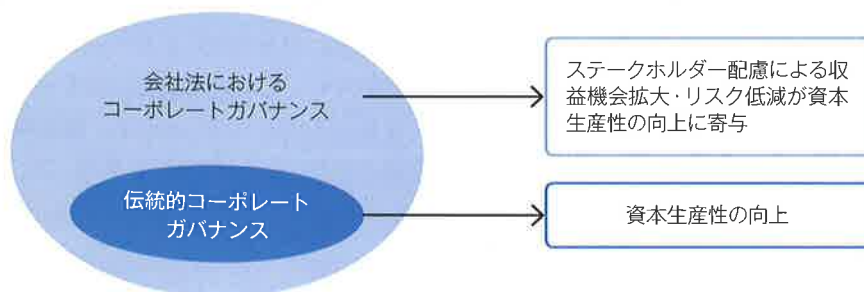 会社法における
コーポレートガバナンス
ステークホルダー配慮による収
益機会拡大・リスク低減が資本
生産性の向上に寄与
伝統的コーポレート
ガバナンス
資本生産性の向上